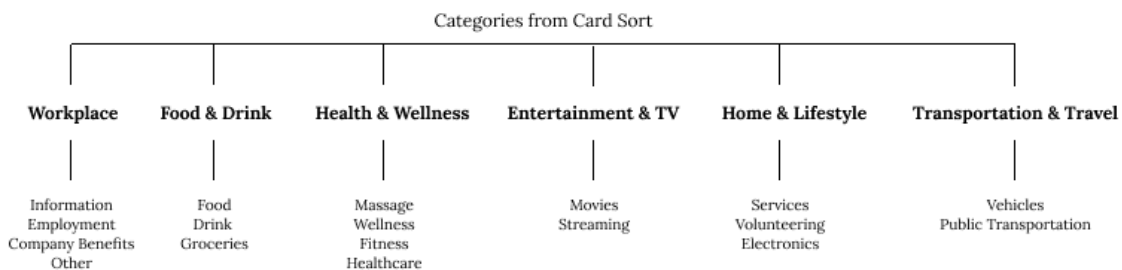 Categories from Card Sort
Workplace
Food & Drink
Health & Wellness
Entertainment & TV
Home & Lifestyle
Transportation & Travel
Information
Employment
Company Benefits
Other
Food
Drink
Groceries
Massage
Wellness
Fitness
Healthcare
Movies
Streaming
Services
Volunteering
Electronics
Vehicles
Public Transportation